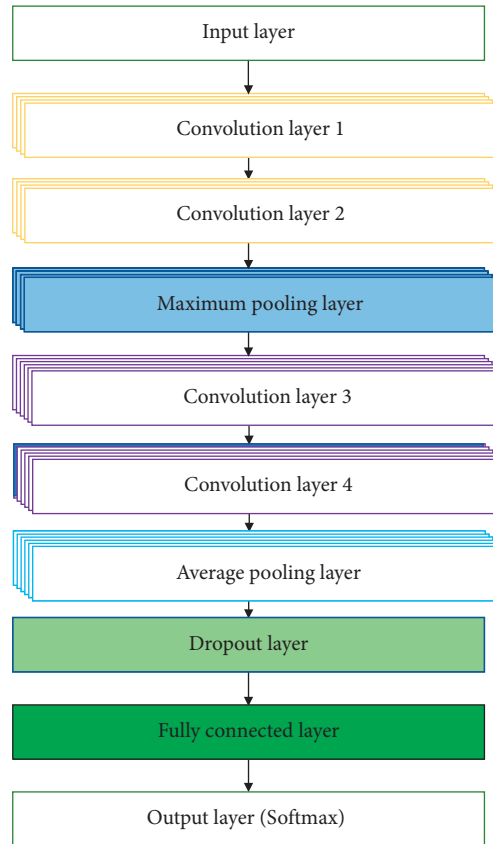 Input layer
Convolution layer 1
Convolution layer 2
Maximum pooling layer
Convolution layer 3
Convolution layer 4
Average pooling layer
Dropout layer
Fully connected layer
Output layer (Softmax)